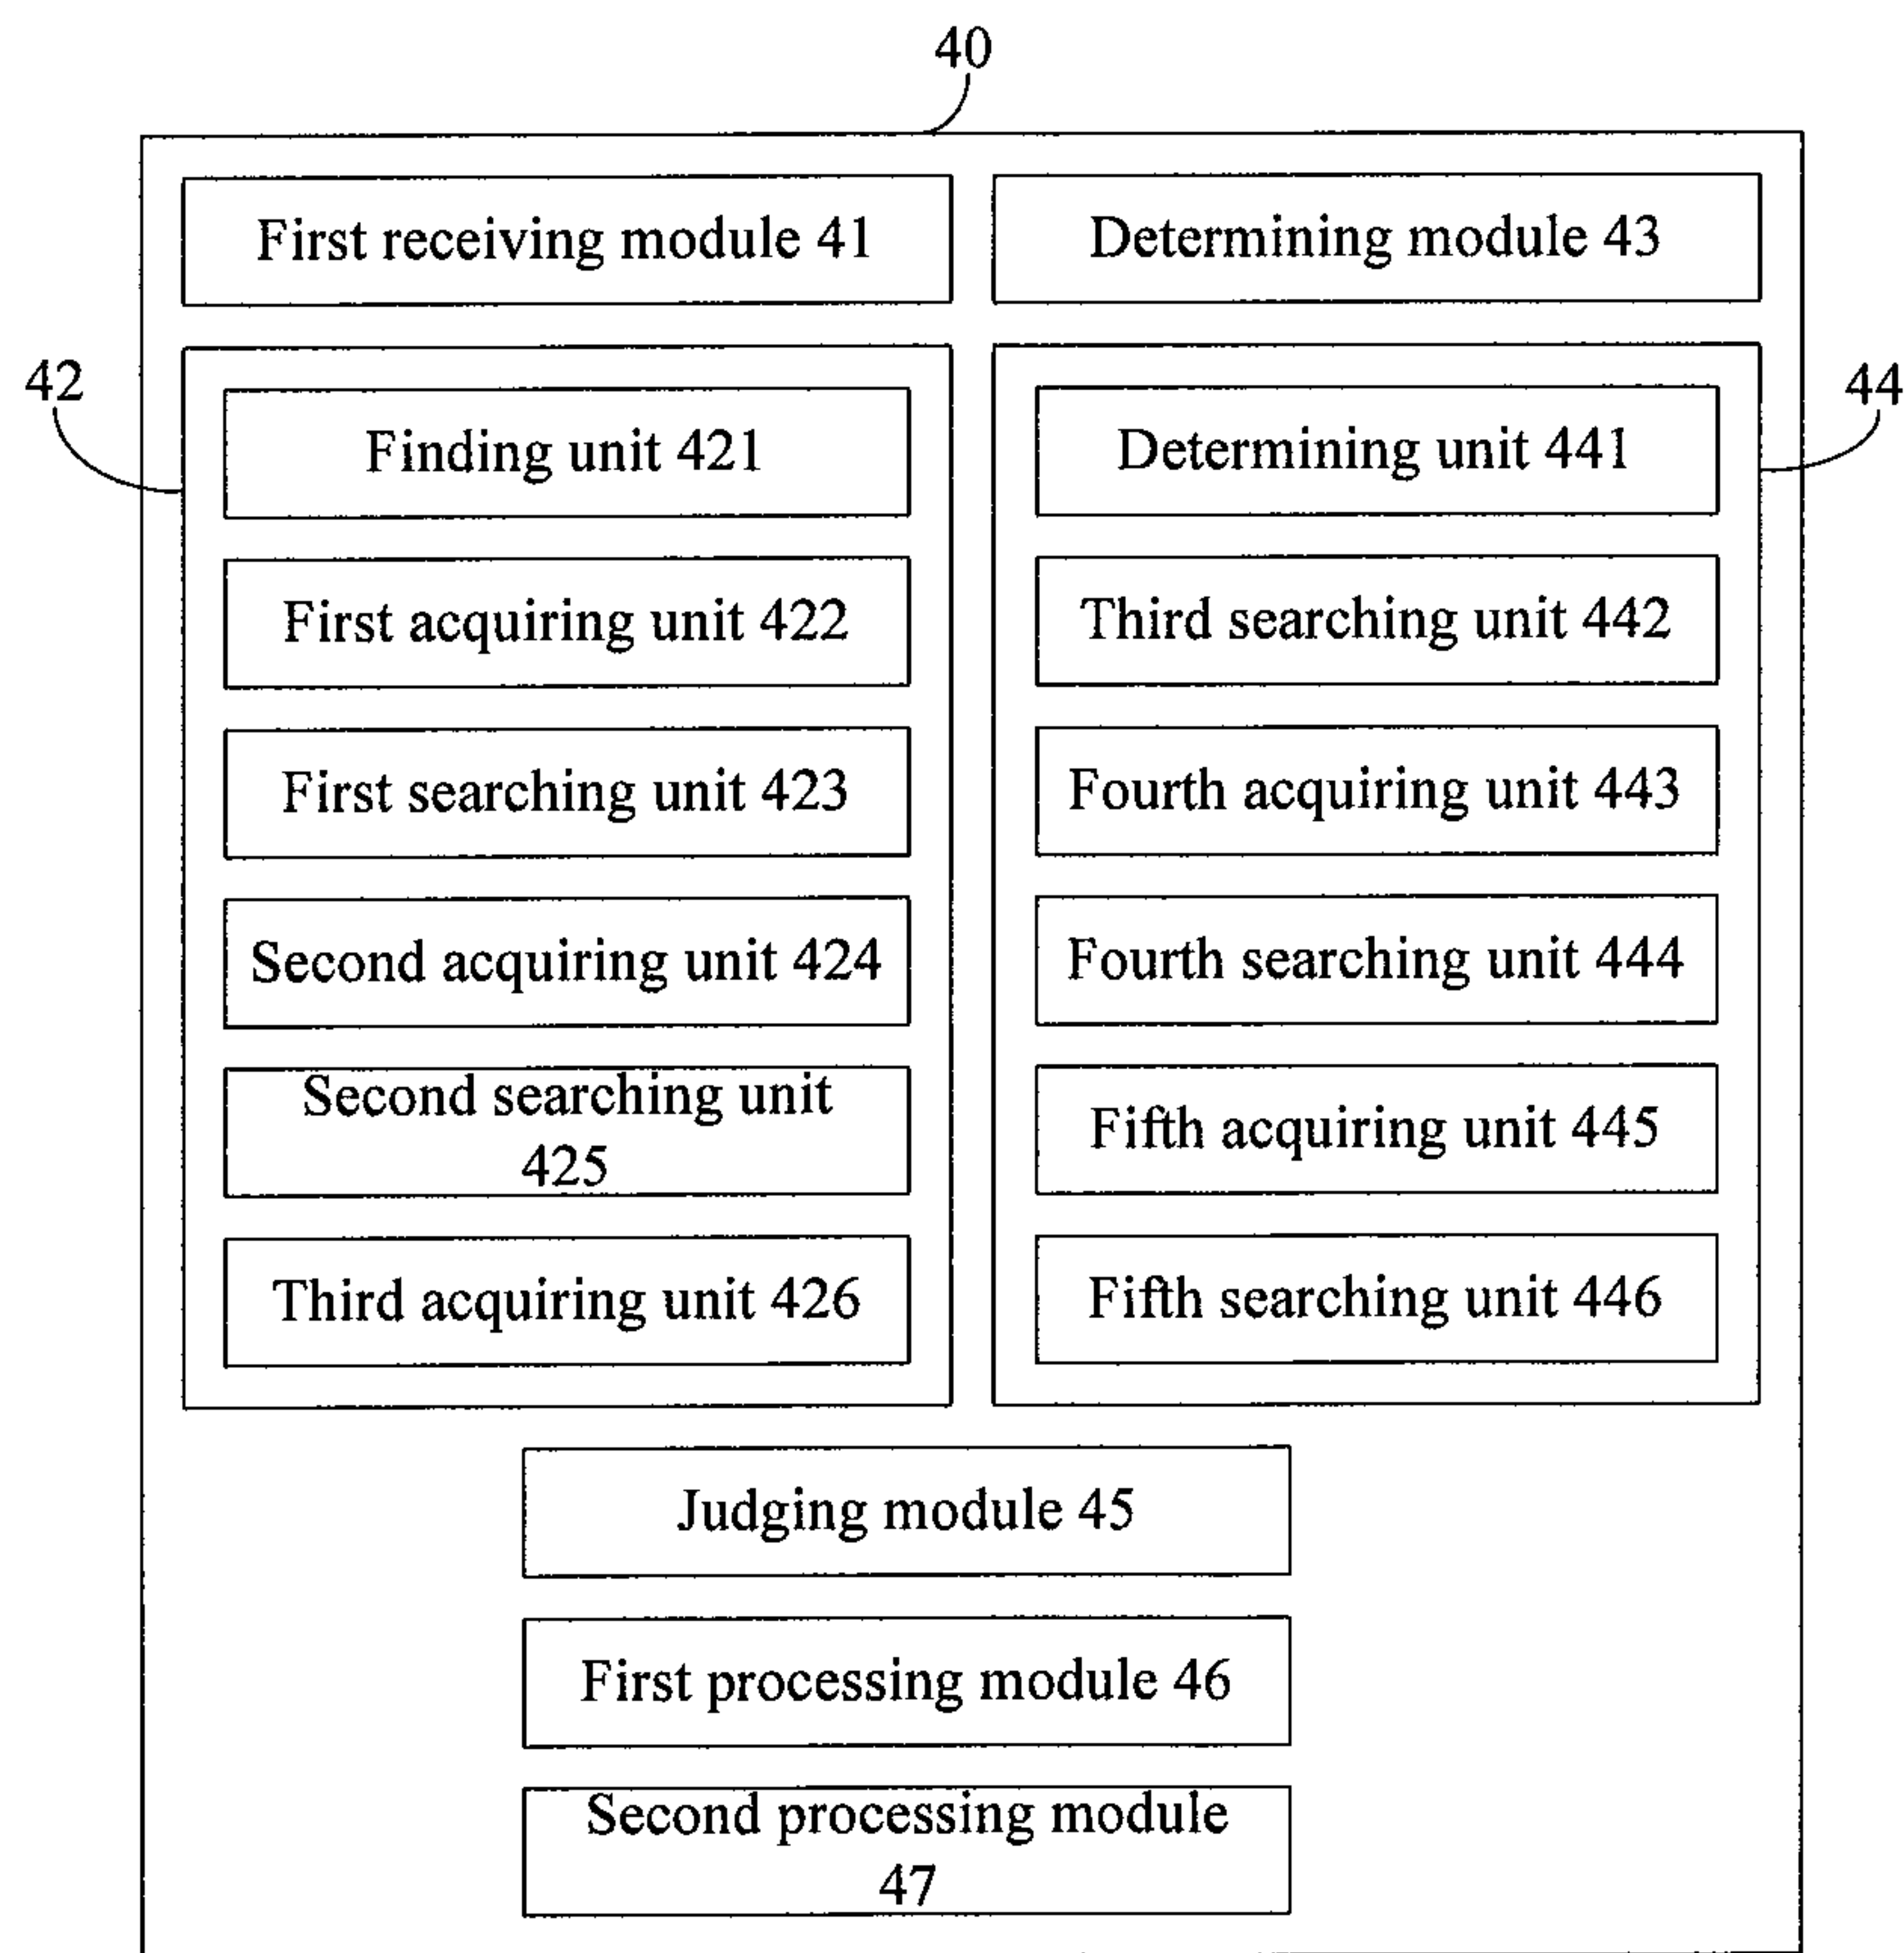 40
First receiving module 41
Determining module 43
42
44
Finding unit 421
First acquiring unit 422
First searching unit 423
Second acquiring unit 424
Second searching unit
425
Third acquiring unit 426
Determining unit 441
Third searching unit 442
Fourth acquiring unit 443
Fourth searching unit 444
Fifth acquiring unit 445
Fifth searching unit 446
Judging module 45
First processing module 46
Second processing module
47